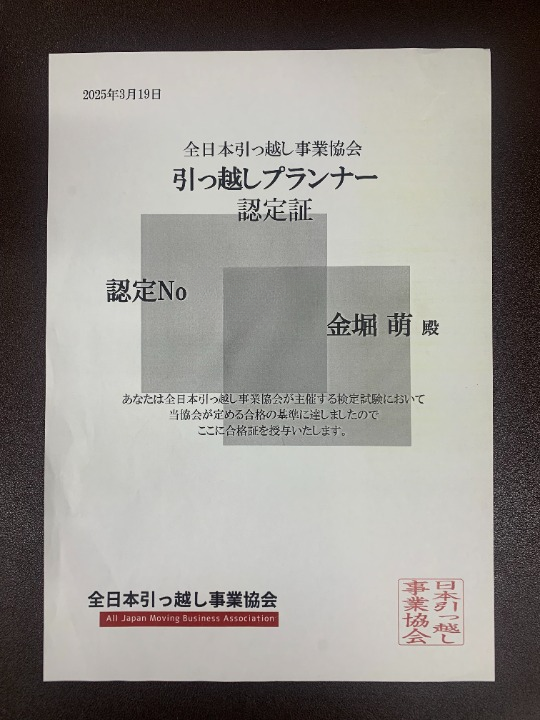 2025年3月19日
全日本引っ越し事業協会
引っ越しプランナー
認定証
認定No
金堀 萌 殿
あなたは全日本引っ越し事業協会が主催する検定試験において
当協会が定める合格の基準に達しましたので
ここに合格証を授与いたします。
全日本引っ越し事業協会
All Japan Moving Business Association
日本引っ越し
事業協会